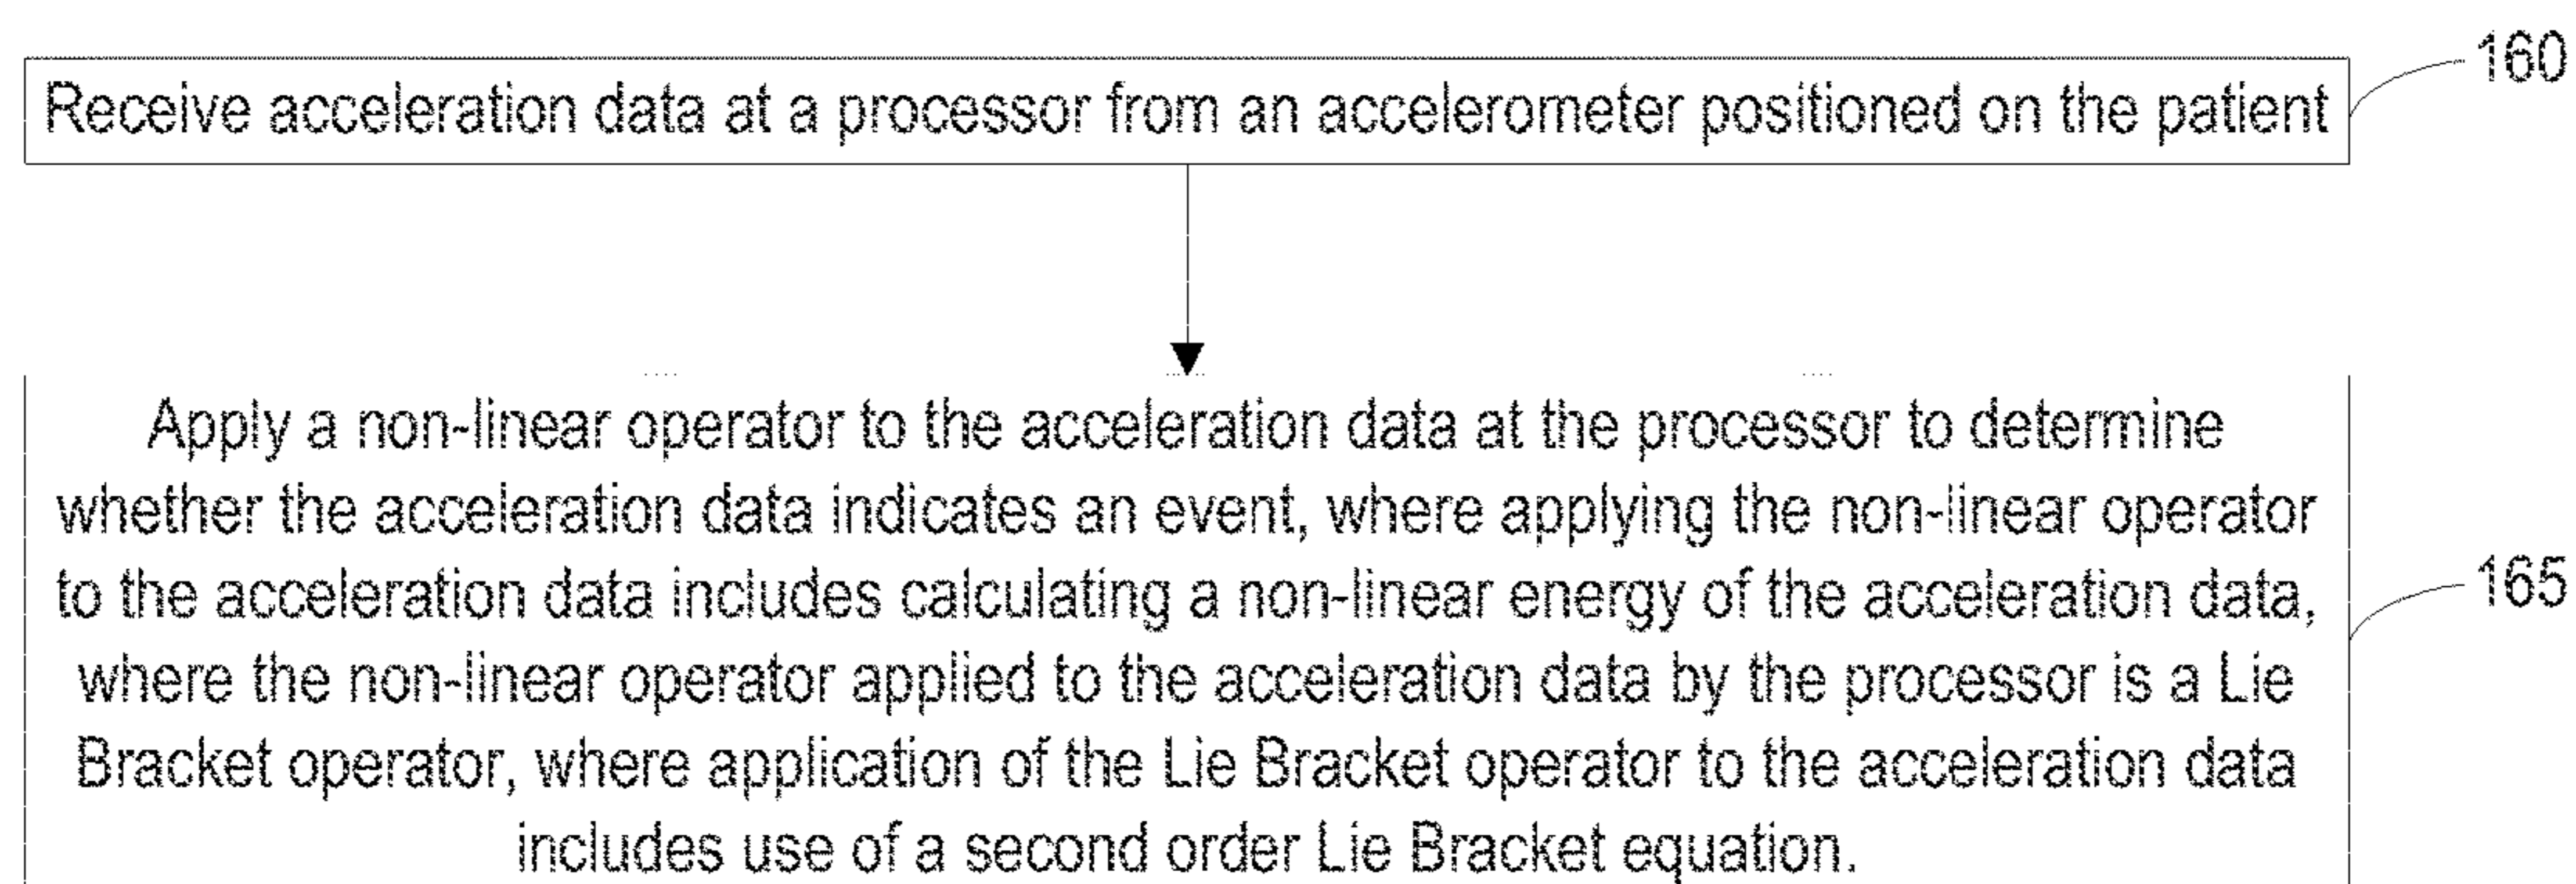 160
Receive acceleration data at a processor from an accelerometer positioned on the patient
Apply a non-linear operator to the acceleration data at the processor to determine
whether the acceleration data indicates an event, where applying the non-linear operator
to the acceleration data includes calculating a non-linear energy of the acceleration data,
165
where the non-linear operator applied to the acceleration data by the processor is a Lie
Bracket operator, where application of the Lie Bracket operator to the acceleration data
includes use of a second order Lie Bracket equation.